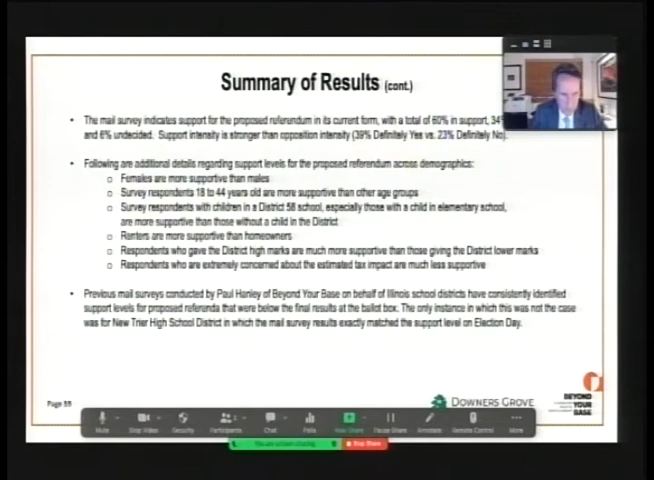 Summary of Results (cont.)
• The mail survey indicates support for the proposed referendum in its current form, with a total of 60% in support, 34%
and 6% undecided. Support intensity is stronger than opposition intensity (39% Definitely Yes vs. 23% Definitely No).
• Following are additional details regarding support levels for the proposed referendum across demographics:
o Females are more supportive than males
o Survey respondents 18 to 44 years old are more supportive than other age groups
o Survey respondents with children in a District 58 school, especially those with a child in elementary school,
are more supportive than those without a child in the District
o Renters are more supportive than homeowners
o Respondents who gave the District high marks are much more supportive than those giving the District lower marks
o Respondents who are extremely concerned about the estimated tax impact are much less supportive
• Previous mail surveys conducted by Paul Hanley of Beyond Your Base on behalf of Illinois school districts have consistently identified
support levels for proposed referenda that were below the final results at the ballot box. The only instance in which this was not the case
was for New Trier High School District in which the mail survey results exactly matched the support level on Election Day.
Page
DOWNERS GROVE
BEYOND
YOUR
BASE
Mute Stop Video Security Participants Chat Polls New Share Pause Share Annotate Remote Control More
You are screen sharing Stop Share